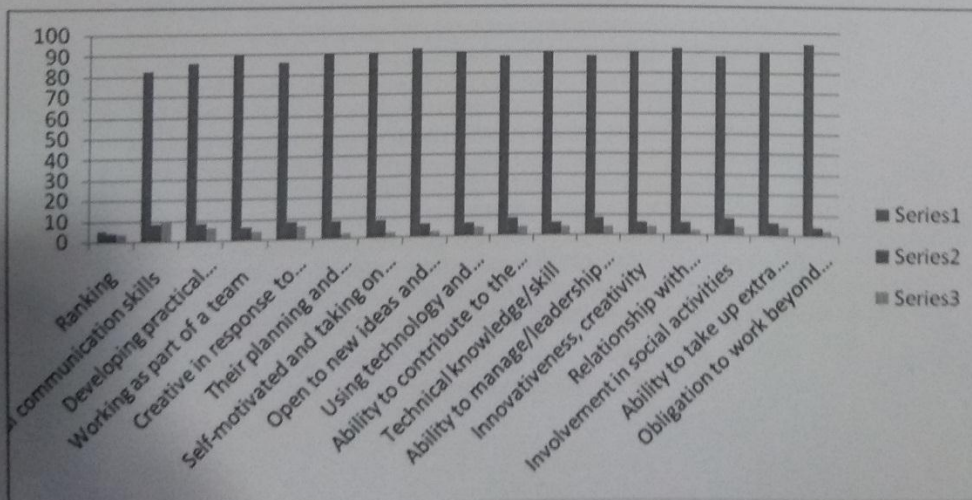 100
90
80
70
60
50
40
30
20
10
0
Ranking
communication skills
Developing practical...
Working as part of a team
Creative in response to...
Their planning and...
Self-motivated and taking on...
Open to new ideas and...
Using technology and...
Ability to contribute to the...
Technical knowledge/skill
Ability to manage/leadership...
Innovativeness, creativity
Relationship with...
Involvement in social activities
Ability to take up extra...
Obligation to work beyond...
Series1
Series2
Series3